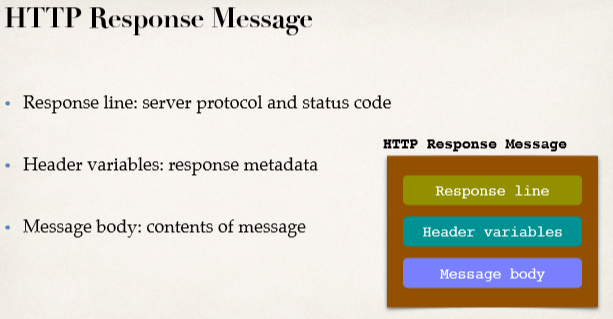 HTTP Response Message
• Response line: server protocol and status code
• Header variables: response metadata
• Message body: contents of message
HTTP Response Message
Response line
Header variables
Message body